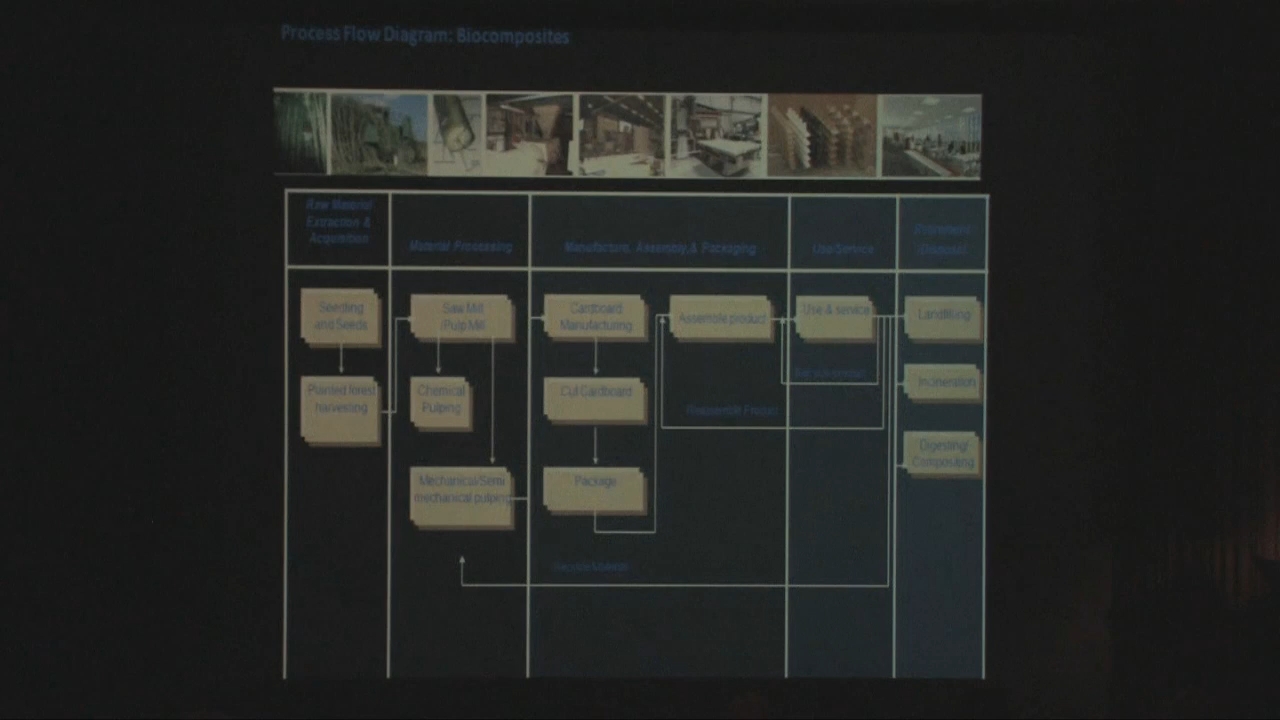 Process Flow Diagram: Biocomposites
Raw Material
Extraction &
Acquisition
Material Processing
Manufacture, Assembly,& Packaging
Use/Service
Retirement
Disposal
Seedling
and Seeds
Planted forest
harvesting
Saw Mill
/Pulp Mill
Chemical
Pulping
Mechanical/Semi
mechanical pulping
Cardboard
Manufacturing
Cut Cardboard
Package
Assemble product
Use & service
Product
Landfilling
Incineration
Digesting/
Composting